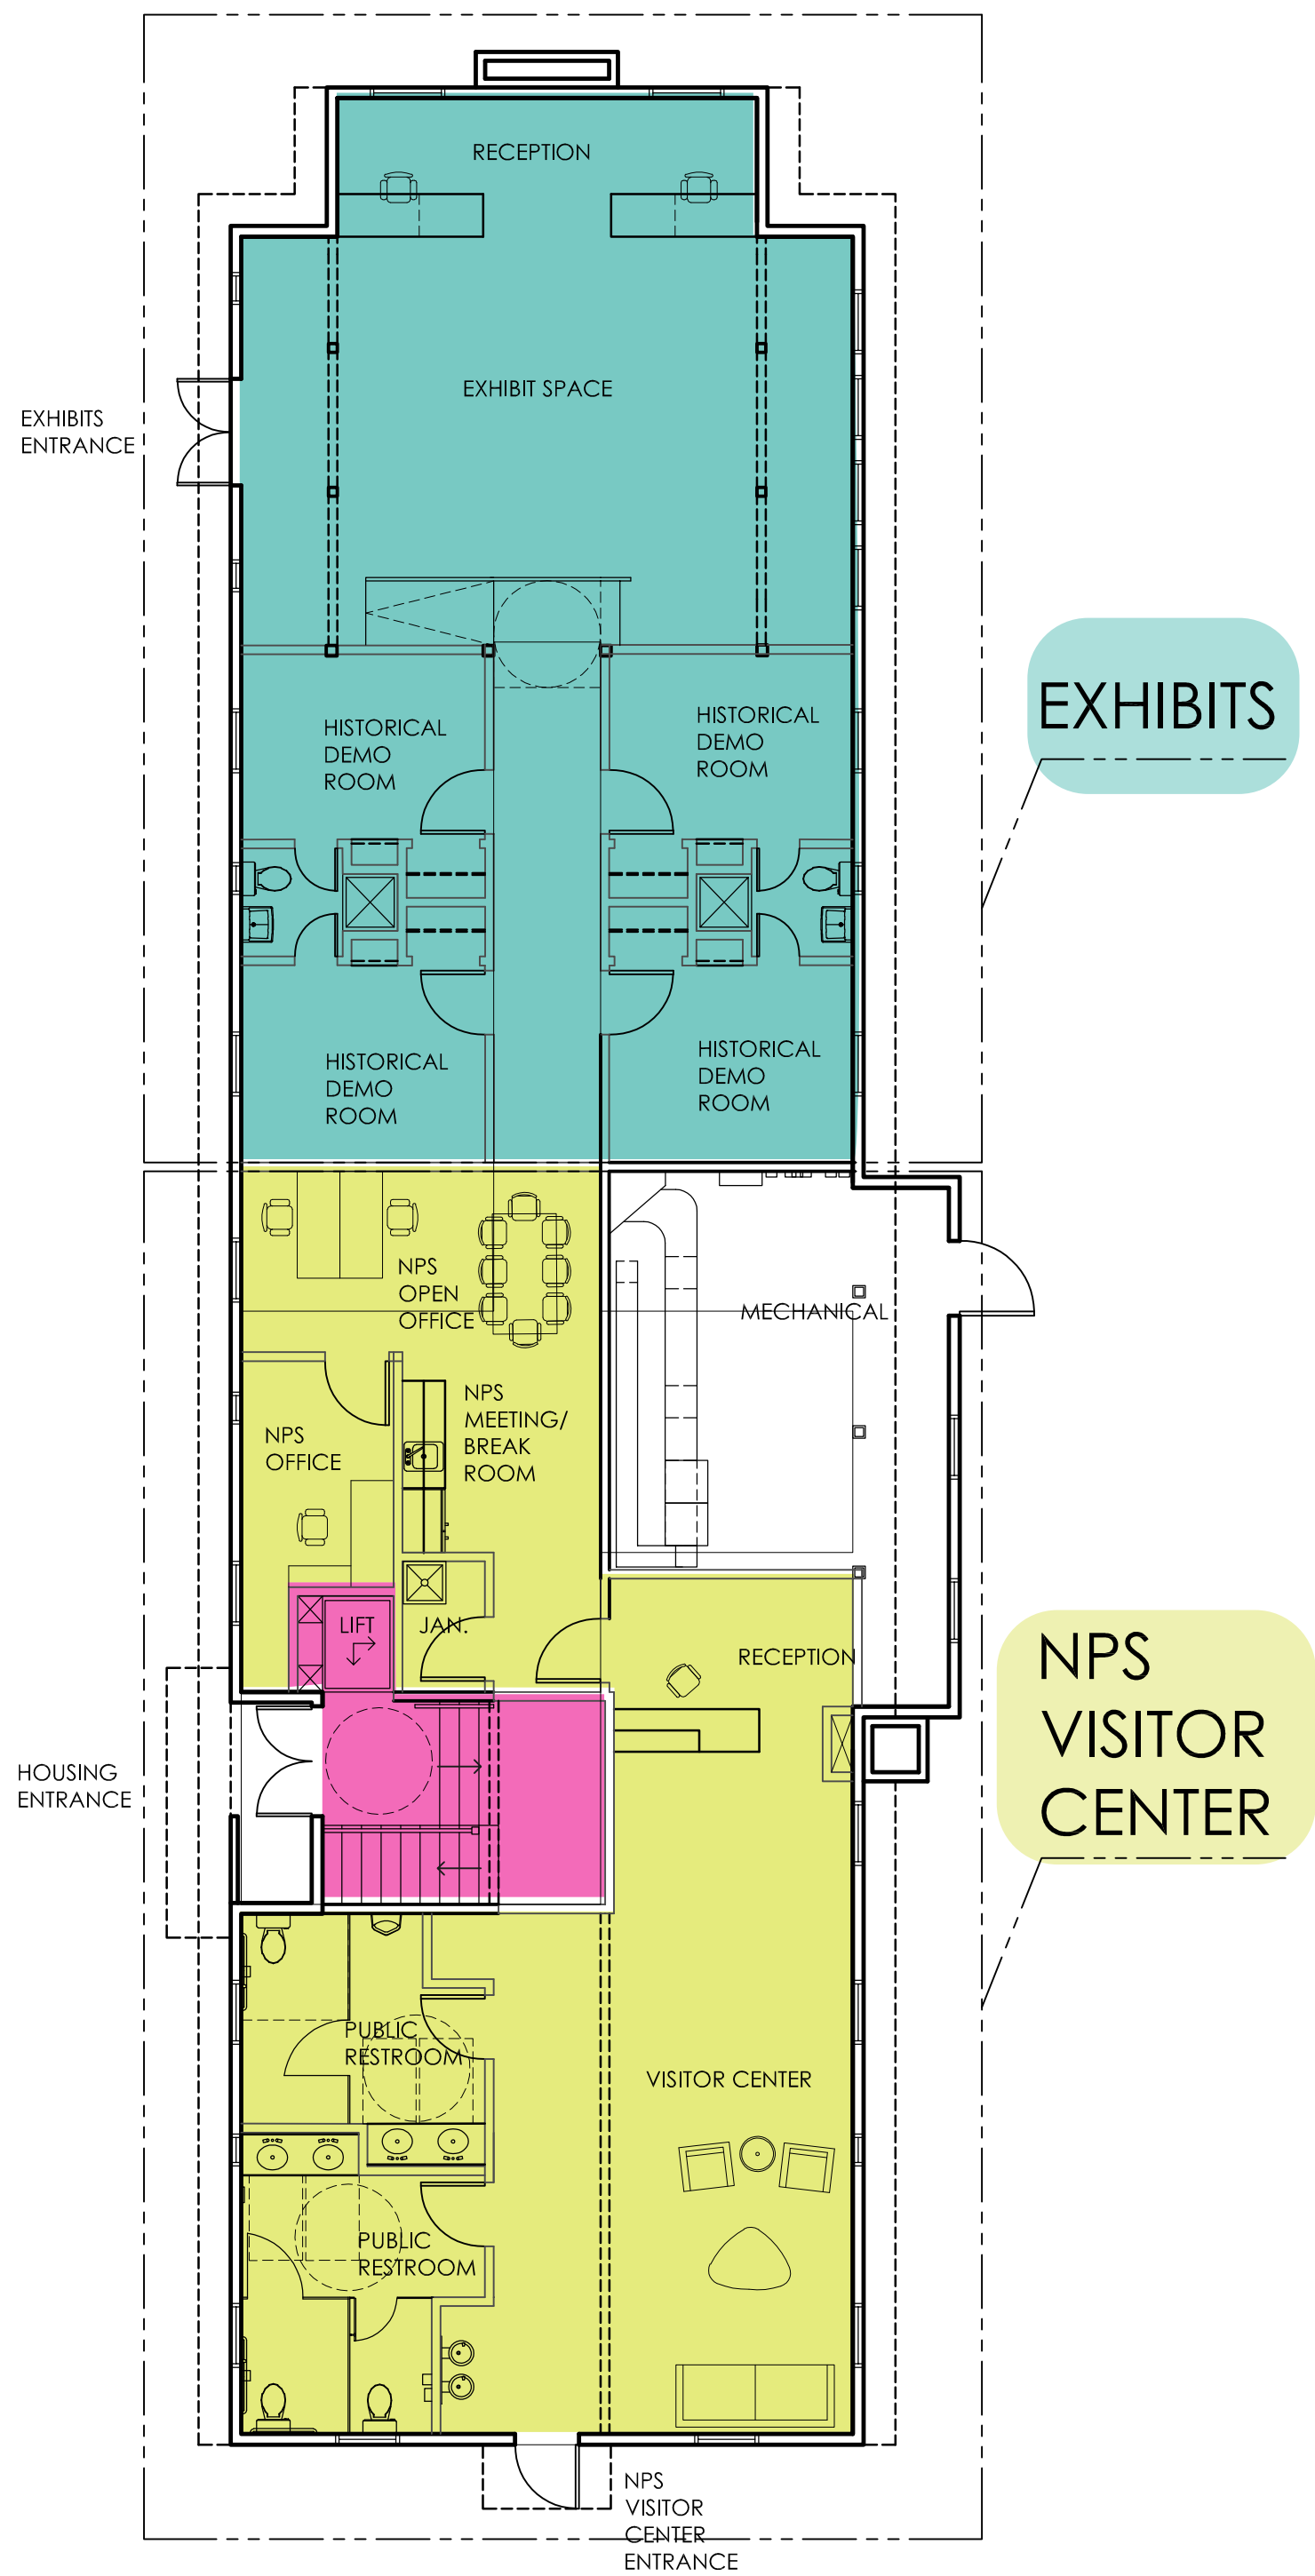 RECEPTION
EXHIBIT SPACE
EXHIBITS
ENTRANCE
HISTORICAL
DEMO
ROOM
HISTORICAL
DEMO
ROOM
EXHIBITS
HISTORICAL
DEMO
ROOM
HISTORICAL
DEMO
ROOM
NPS
OPEN
OFFICE
MECHANICAL
NPS
MEETING/
BREAK
ROOM
NPS
OFFICE
LIFT
JAN.
RECEPTION
NPS
VISITOR
CENTER
HOUSING
ENTRANCE
PUBLIC
RESTROOM
VISITOR CENTER
PUBLIC
RESTROOM
NPS
VISITOR
CENTER
ENTRANCE